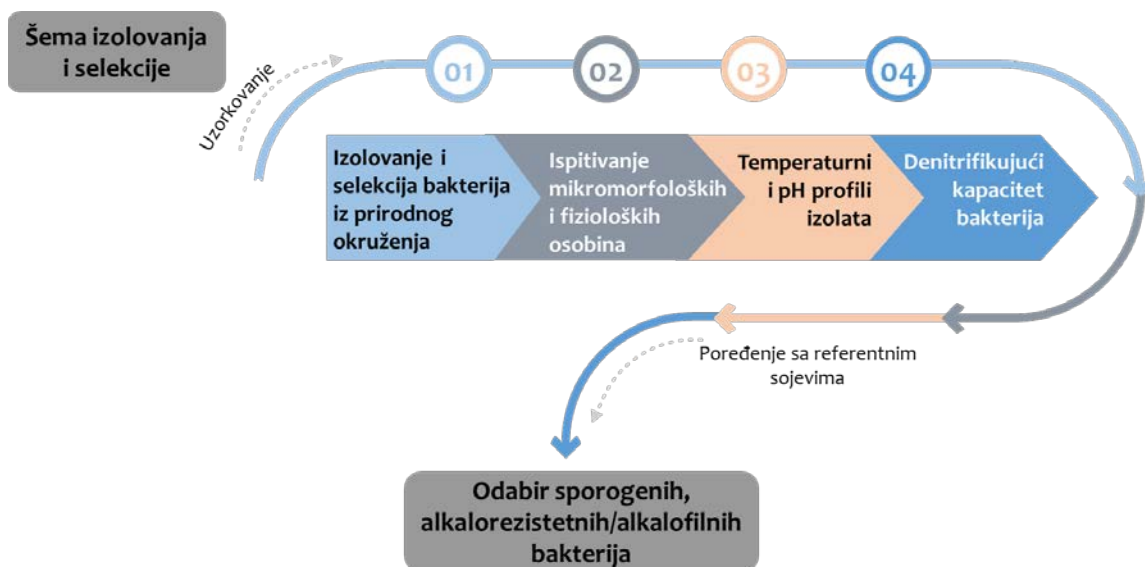 Šema izolovanja
i selekcije
Uzorkovanje
01
02
03
04
Izolovanje i
selekcija bakterija
iz prirodnog
okruženja
Ispitivanje
mikromorfoloških
i fizioloških
osobina
Temperaturni
i pH profili
izolata
Denitrifikujući
kapacitet
bakterija
Poređenje sa referentnim
sojevima
Odabir sporogenih,
alkalorezistetnih/alkalofilnih
bakterija